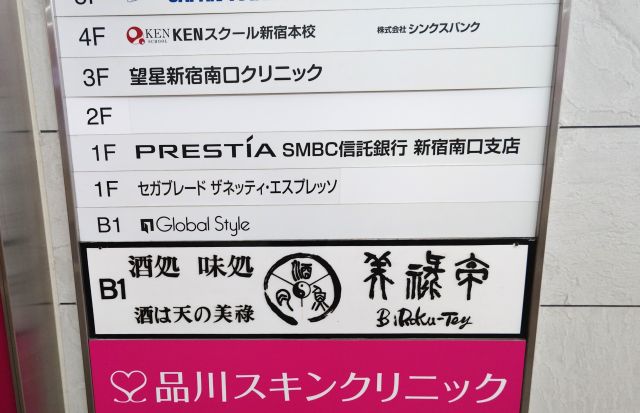 4F KEN SCHOOL KENスクール新宿本校 株式会社 シンクスバンク
3F 望星新宿南口クリニック
2F
1F PRESTIA SMBC信託銀行 新宿南口支店
1F セガフレード ザネッティ・エスプレッソ
B1 Global Style
B1 酒処 味処 美禄亭
酒は天の美禄 BiRoku-Tey
品川スキンクリニック